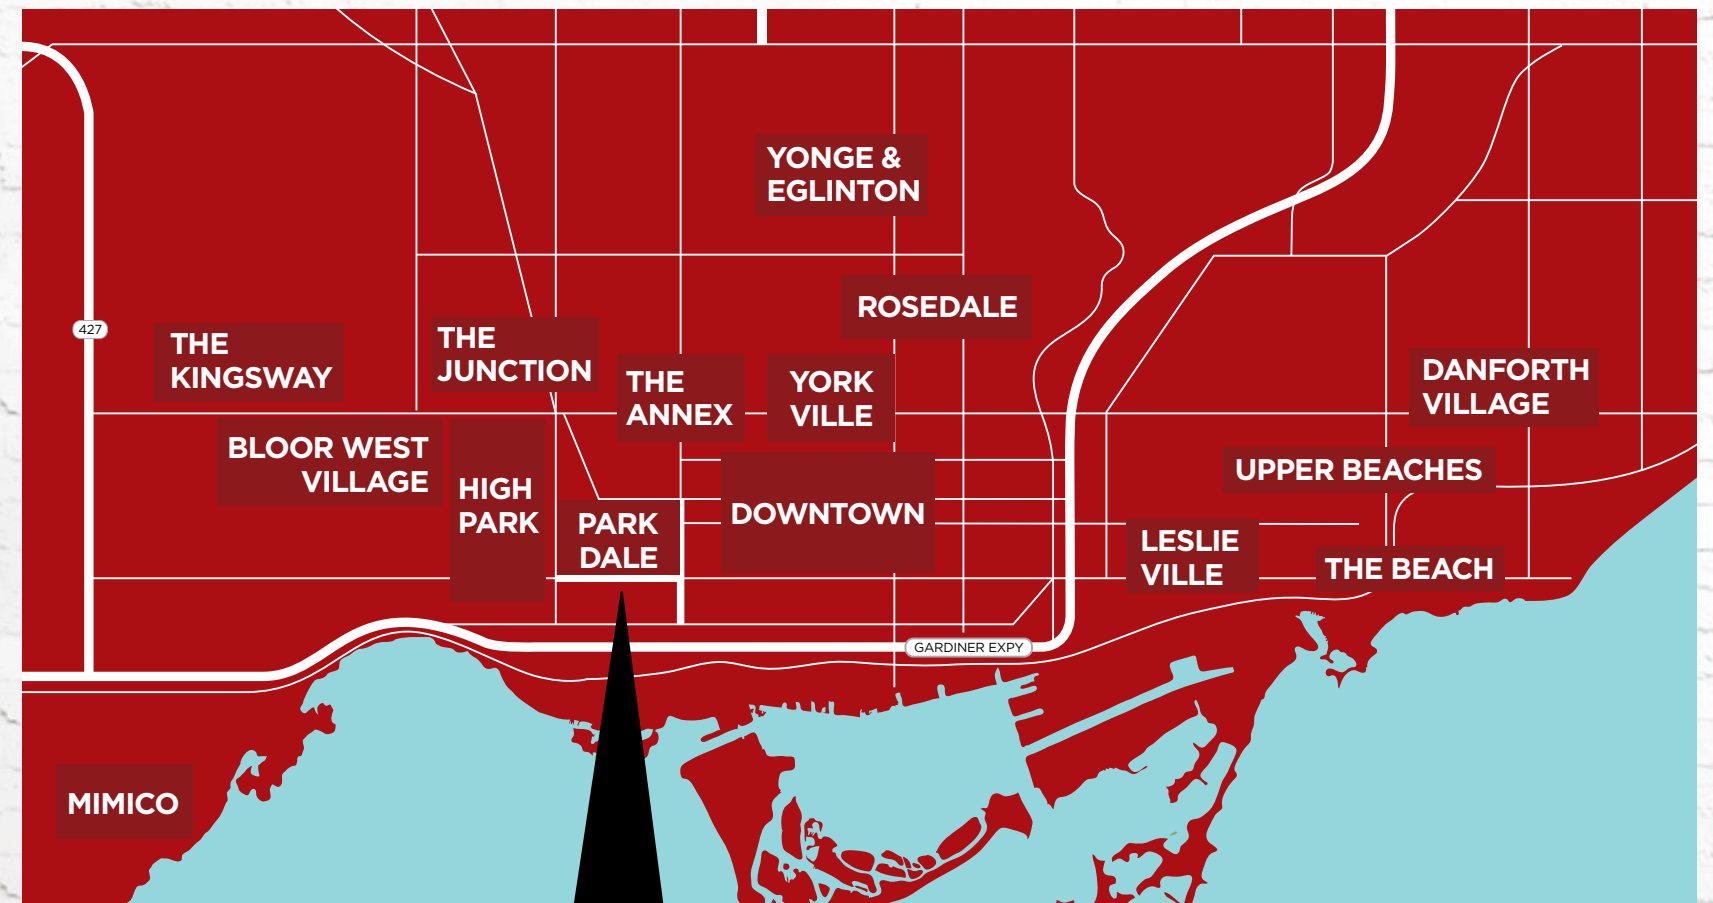 YONGE &
EGLINTON
ROSEDALE
427
THE
KINGSWAY
THE
JUNCTION
THE
ANNEX
YORK
VILLE
DANFORTH
VILLAGE
BLOOR WEST
VILLAGE
HIGH
PARK
PARK
DALE
DOWNTOWN
UPPER BEACHES
LESLIE
VILLE
THE BEACH
GARDINER EXPY
MIMICO